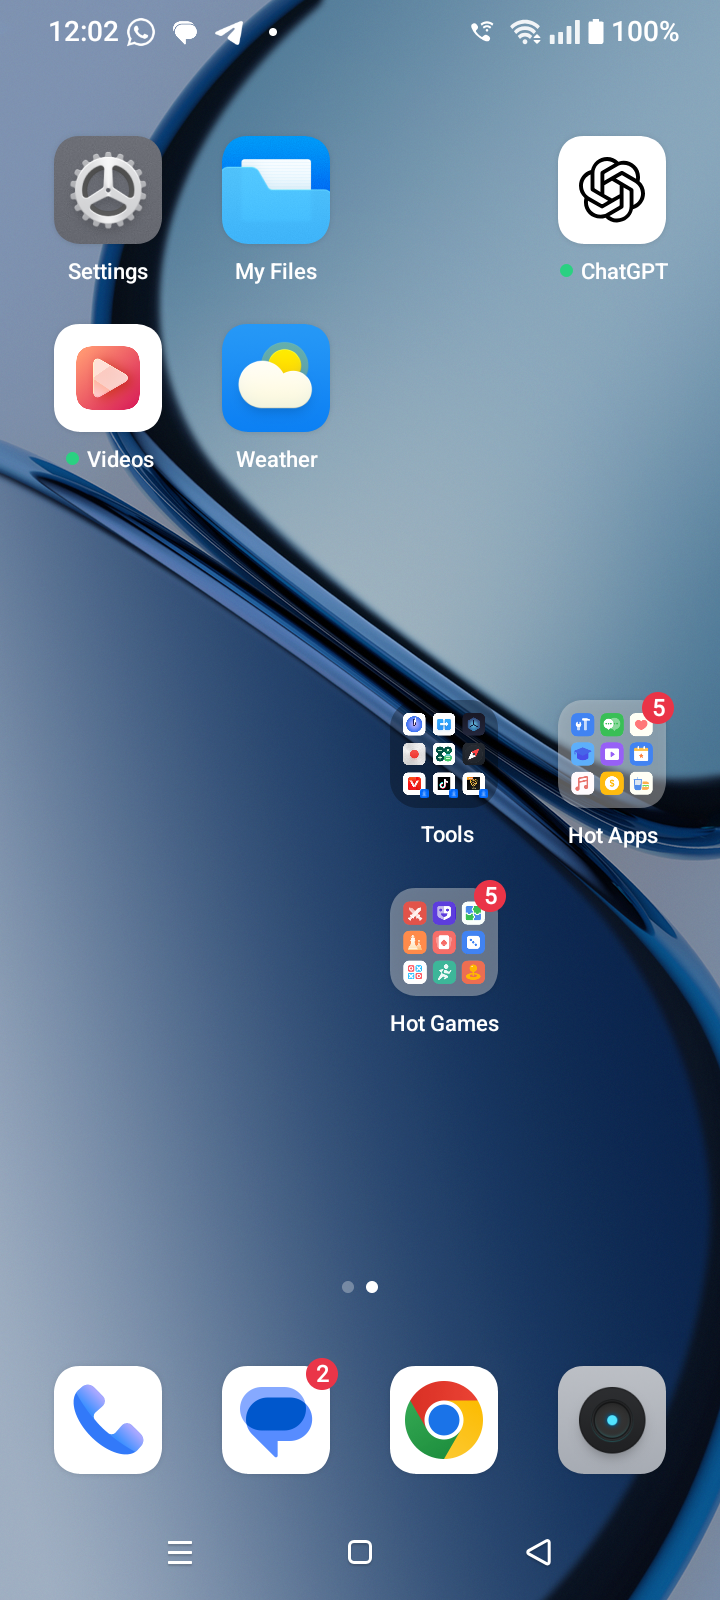 12:02
100%
Settings
My Files
ChatGPT
Videos
Weather
5
Tools
Hot Apps
5
Hot Games
2